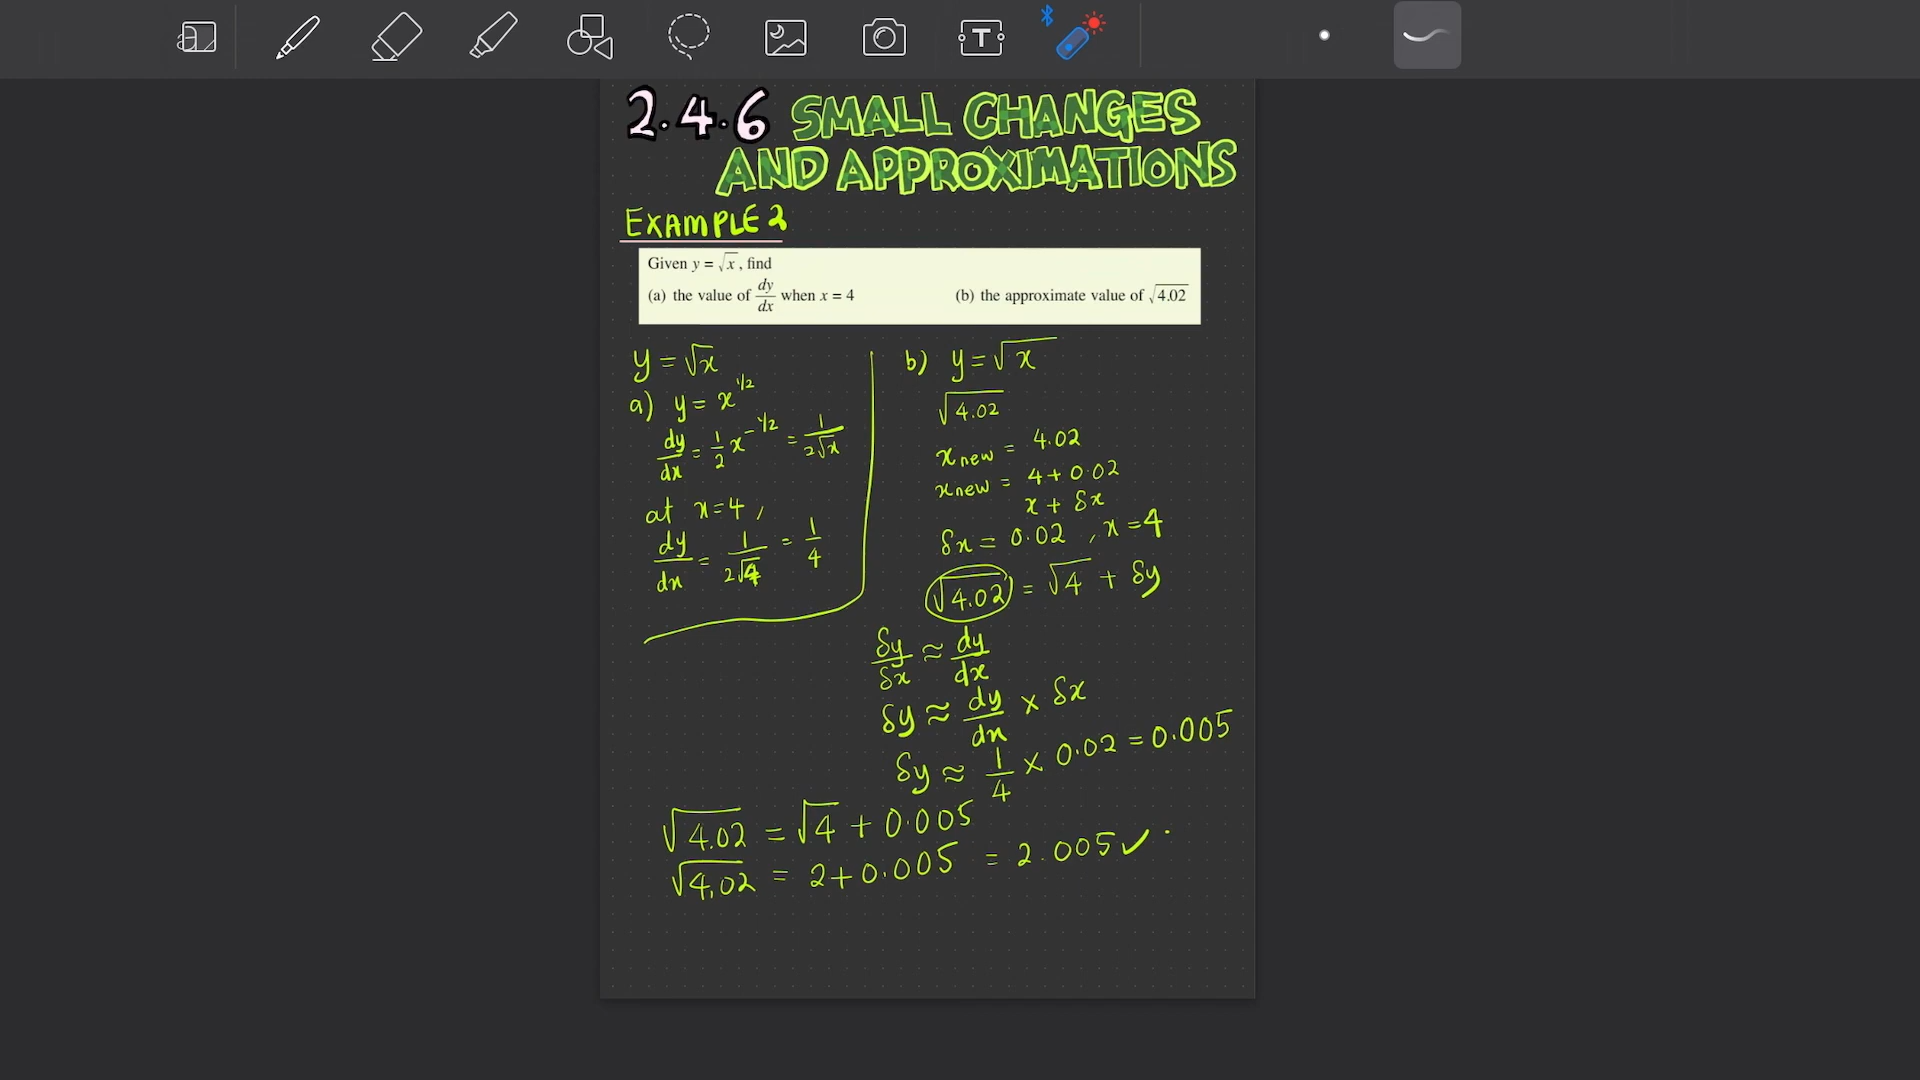 T
2.4.6 SMALL CHANGES
AND APPROXIMATIONS
EXAMPLE 2
Given y = √x, find
(a) the value of dy/dx when x = 4
(b) the approximate value of √4.02
y = √x
a) y = x^1/2
dy/dx = 1/2 x^-1/2 = 1/(2√x)
at x=4,
dy/dx = 1/(2√4) = 1/4
b) y = √x
√4.02
x new = 4.02
x new = 4+0.02
x + δx
δx = 0.02, x = 4
√4.02 = √4 + δy
δy/δx ≈ dy/dx
δy ≈ dy/dx × δx
δy ≈ 1/4 × 0.02 = 0.005
√4.02 = √4 + 0.005
√4.02 = 2+0.005 = 2.005 ✓